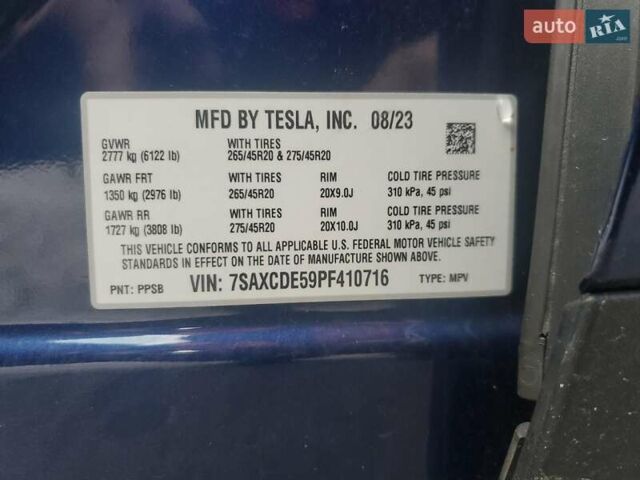 auto RIA .com
MFD BY TESLA, INC. 08/23
GVWR WITH TIRES
2777 kg (6122 lb) 265/45R20 & 275/45R20
GAWR FRT WITH TIRES RIM COLD TIRE PRESSURE
1350 kg (2976 lb) 265/45R20 20X9.0J 310 kPa, 45 psi
GAWR RR WITH TIRES RIM COLD TIRE PRESSURE
1727 kg (3808 lb) 275/45R20 20X10.0J 310 kPa, 45 psi
THIS VEHICLE CONFORMS TO ALL APPLICABLE U.S. FEDERAL MOTOR VEHICLE SAFETY
STANDARDS IN EFFECT ON THE DATE OF MANUFACTURE SHOWN ABOVE.
PNT: PPSB VIN: 7SAXCDE59PF410716 TYPE: MPV